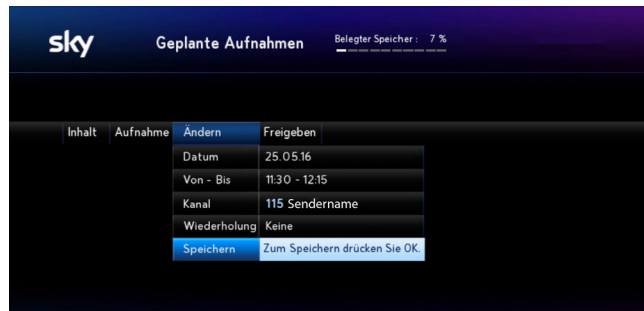 sky Geplante Aufnahmen Belegter Speicher : 7 %
Inhalt Aufnahme Ändern Freigeben
Datum 25.05.16
Von - Bis 11:30 - 12:15
Kanal 115 Sendername
Wiederholung Keine
Speichern Zum Speichern drücken Sie OK.